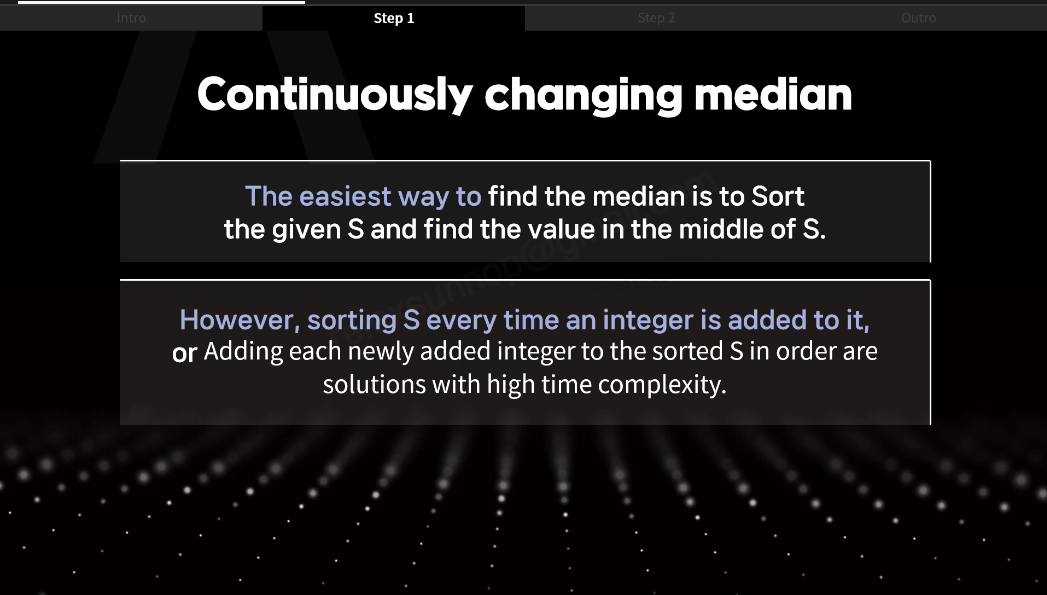 Intro
Step 1
Step 2
Outro
Continuously changing median
The easiest way to find the median is to Sort
the given S and find the value in the middle of S.
However, sorting S every time an integer is added to it,
or Adding each newly added integer to the sorted S in order are
solutions with high time complexity.